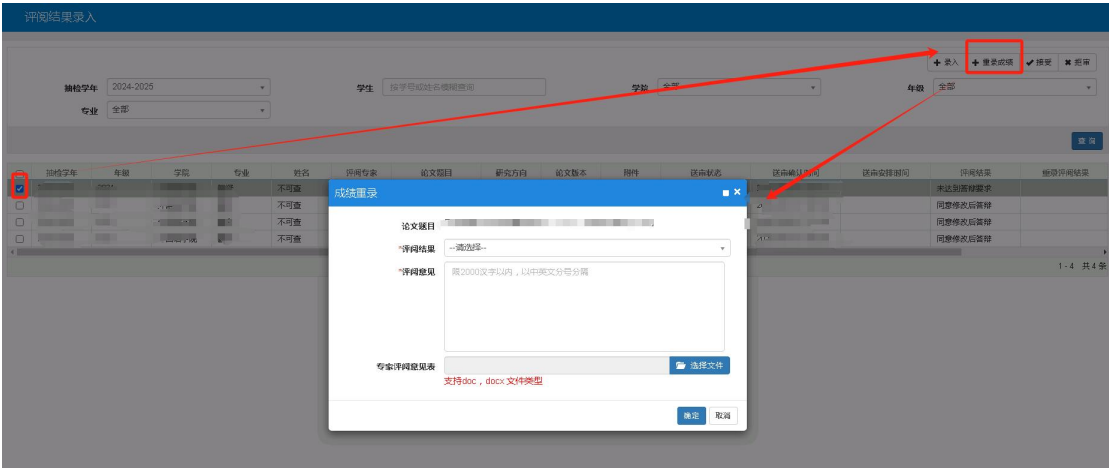 评阅结果录入
录入 重录成绩 接受 拒审
抽检学年 2024-2025 学生 按学号或姓名模糊查询 学院 全部 年级 全部
专业 全部
查询
抽检学年 年级 学院 专业 姓名 评阅专家 论文题目 研究方向 论文版本 附件 送审状态 送审确认时间 送审安排时间 评阅结果 重录评阅结果
不可查 未达到答辩要求
不可查 同意修改后答辩
不可查 同意修改后答辩
不可查 同意修改后答辩
1 - 4 共4条
成绩重录
论文题目
*评阅结果 --请选择--
*评阅意见 限2000汉字以内，以中英文分号分隔
专家评阅意见表 选择文件
支持doc，docx 文件类型
确定 取消